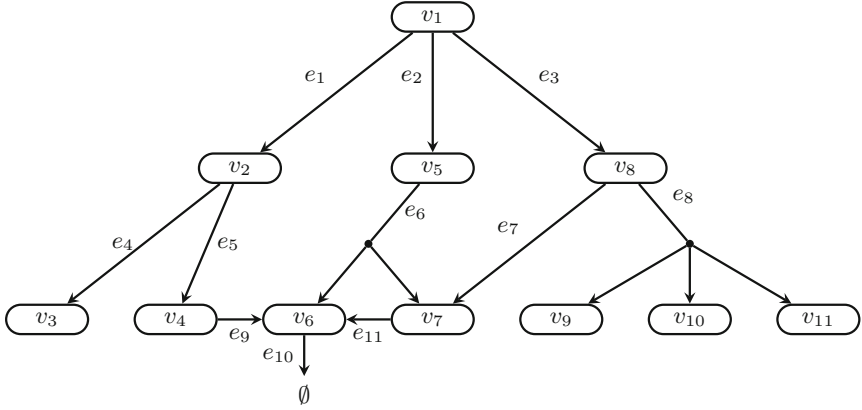 v₁
e₁ e₂ e₃
v₂ v₅ v₈
e₄ e₅ e₆ e₇ e₈
v₃ v₄ v₆ v₇ v₉ v₁₀ v₁₁
e₉ e₁₀ e₁₁
∅